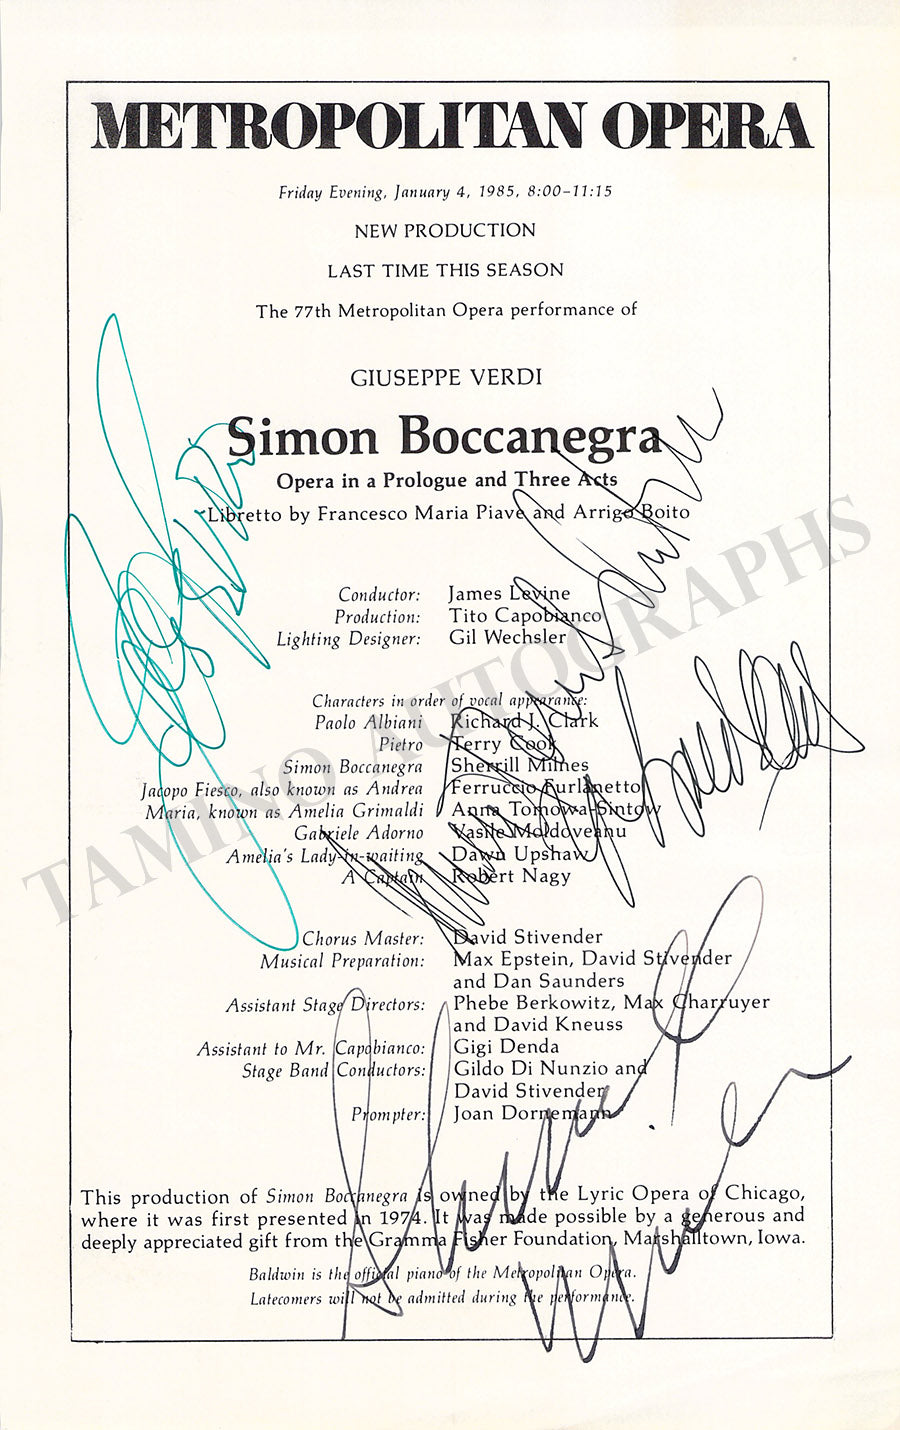 METROPOLITAN OPERA
Friday Evening, January 4, 1985, 8:00–11:15
NEW PRODUCTION
LAST TIME THIS SEASON
The 77th Metropolitan Opera performance of
GIUSEPPE VERDI
Simon Boccanegra
Opera in a Prologue and Three Acts
Libretto by Francesco Maria Piave and Arrigo Boito
Conductor: James Levine
Production: Tito Capobianco
Lighting Designer: Gil Wechsler
Characters in order of vocal appearance:
Paolo Albiani Richard J. Clark
Pietro Terry Cook
Simon Boccanegra Sherrill Milnes
Jacopo Fiesco, also known as Andrea Ferruccio Furlanetto
Maria, known as Amelia Grimaldi Anna Tomowa-Sintow
Gabriele Adorno Vasile Moldoveanu
Amelia's Lady-in-waiting Dawn Upshaw
A Captain Robert Nagy
Chorus Master: David Stivender
Musical Preparation: Max Epstein, David Stivender
and Dan Saunders
Assistant Stage Directors: Phebe Berkowitz, Max Charruyer
and David Kneuss
Assistant to Mr. Capobianco: Gigi Denda
Stage Band Conductors: Gildo Di Nunzio and
David Stivender
Prompter: Joan Dornemann
This production of Simon Boccanegra is owned by the Lyric Opera of Chicago,
where it was first presented in 1974. It was made possible by a generous and
deeply appreciated gift from the Gramma Fisher Foundation, Marshalltown, Iowa.
Baldwin is the official piano of the Metropolitan Opera.
Latecomers will not be admitted during the performance.
TAMINO AUTOGRAPHS